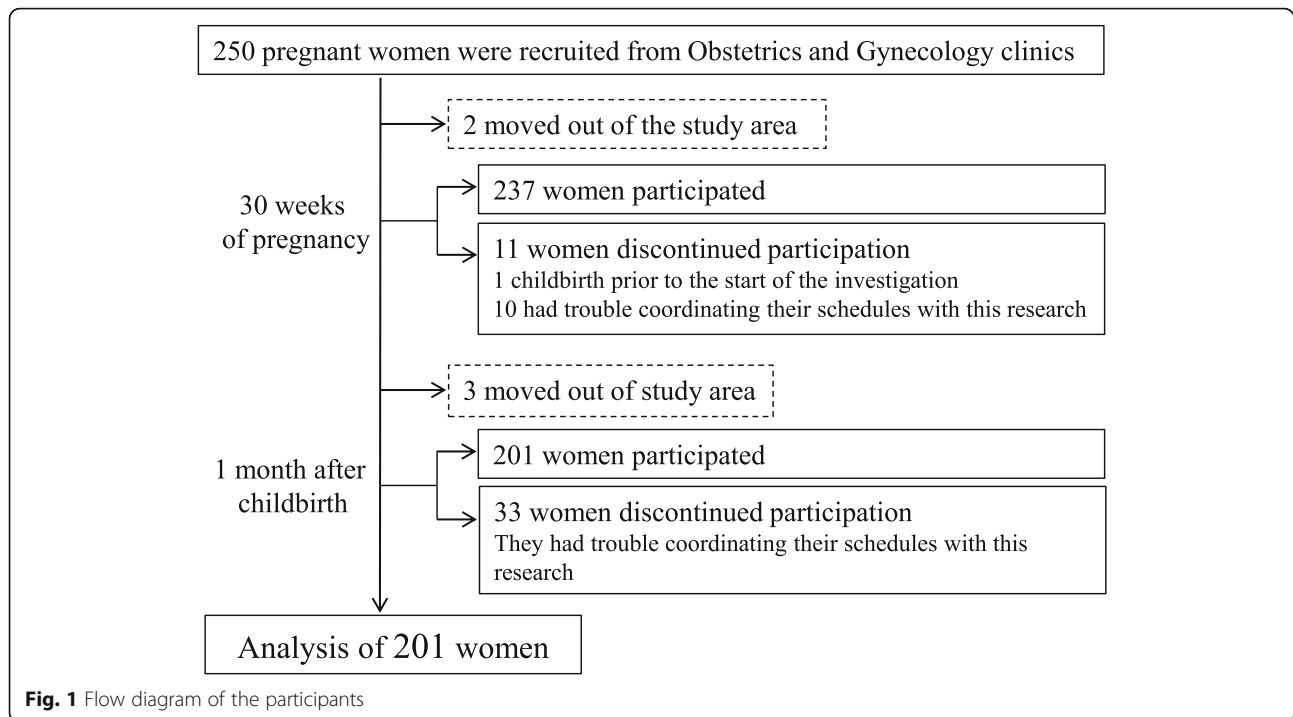 250 pregnant women were recruited from Obstetrics and Gynecology clinics
2 moved out of the study area
30 weeks
of pregnancy
237 women participated
11 women discontinued participation
1 childbirth prior to the start of the investigation
10 had trouble coordinating their schedules with this research
3 moved out of study area
1 month after
childbirth
201 women participated
33 women discontinued participation
They had trouble coordinating their schedules with this
research
Analysis of 201 women
Fig. 1 Flow diagram of the participants